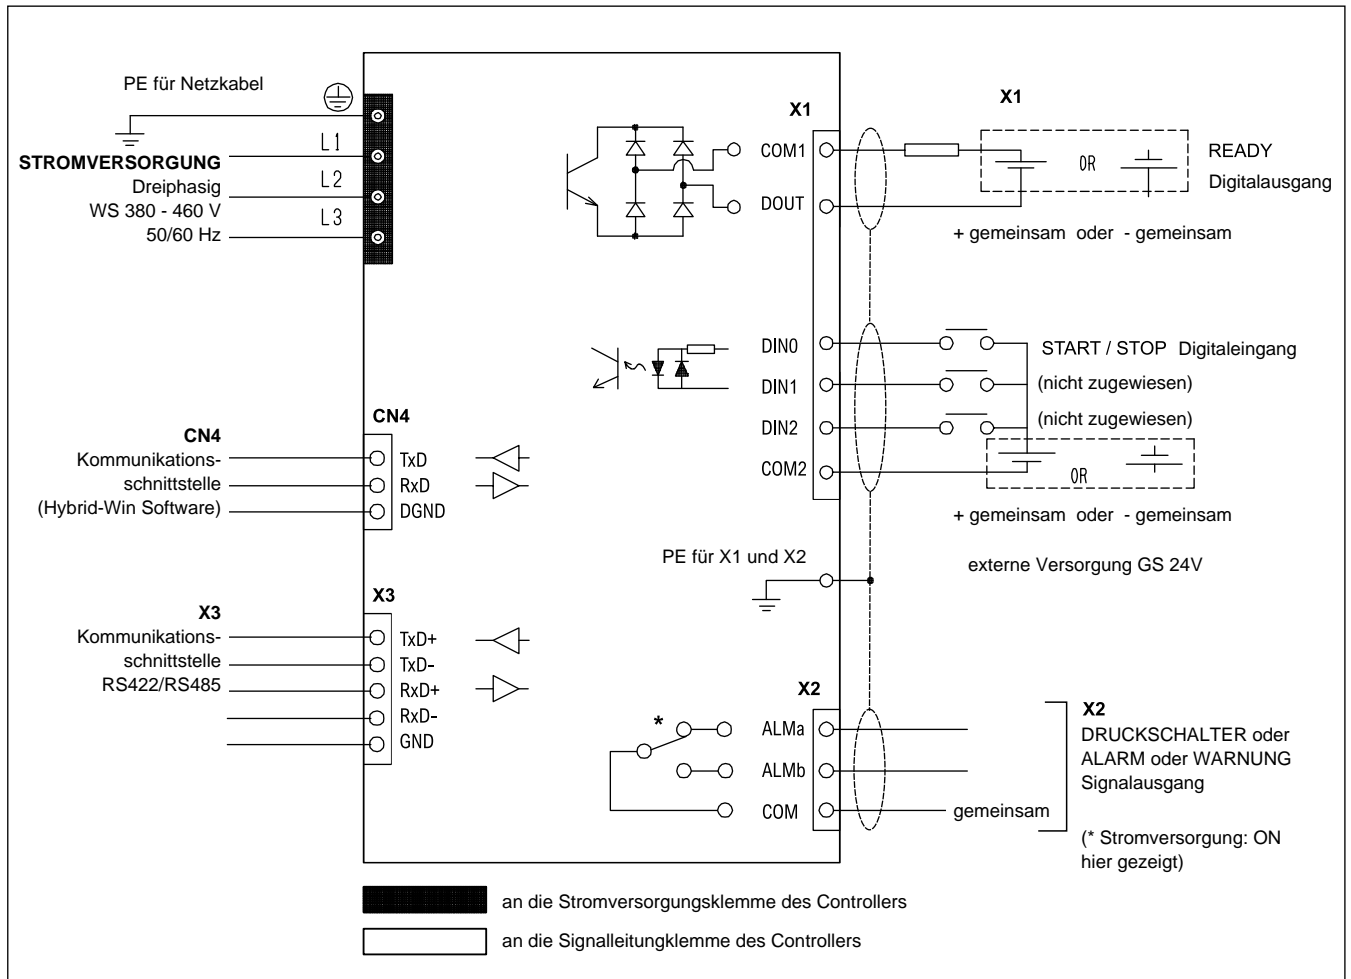 PE für Netzkabel
L1
STROMVERSORGUNG
Dreiphasig
L2
WS 380 - 460 V
L3
50/60 Hz
X1
COM1
DOUT
X1
OR
READY
Digitalausgang
+ gemeinsam oder - gemeinsam
DIN0
DIN1
DIN2
COM2
START / STOP Digitaleingang
(nicht zugewiesen)
(nicht zugewiesen)
OR
+ gemeinsam oder - gemeinsam
externe Versorgung GS 24V
CN4
Kommunikations-
schnittstelle
(Hybrid-Win Software)
CN4
TxD
RxD
DGND
PE für X1 und X2
X3
Kommunikations-
schnittstelle
RS422/RS485
X3
TxD+
TxD-
RxD+
RxD-
GND
X2
*
ALMa
ALMb
COM
gemeinsam
X2
DRUCKSCHALTER oder
ALARM oder WARNUNG
Signalausgang
(* Stromversorgung: ON
hier gezeigt)
an die Stromversorgungsklemme des Controllers
an die Signalleitungklemme des Controllers